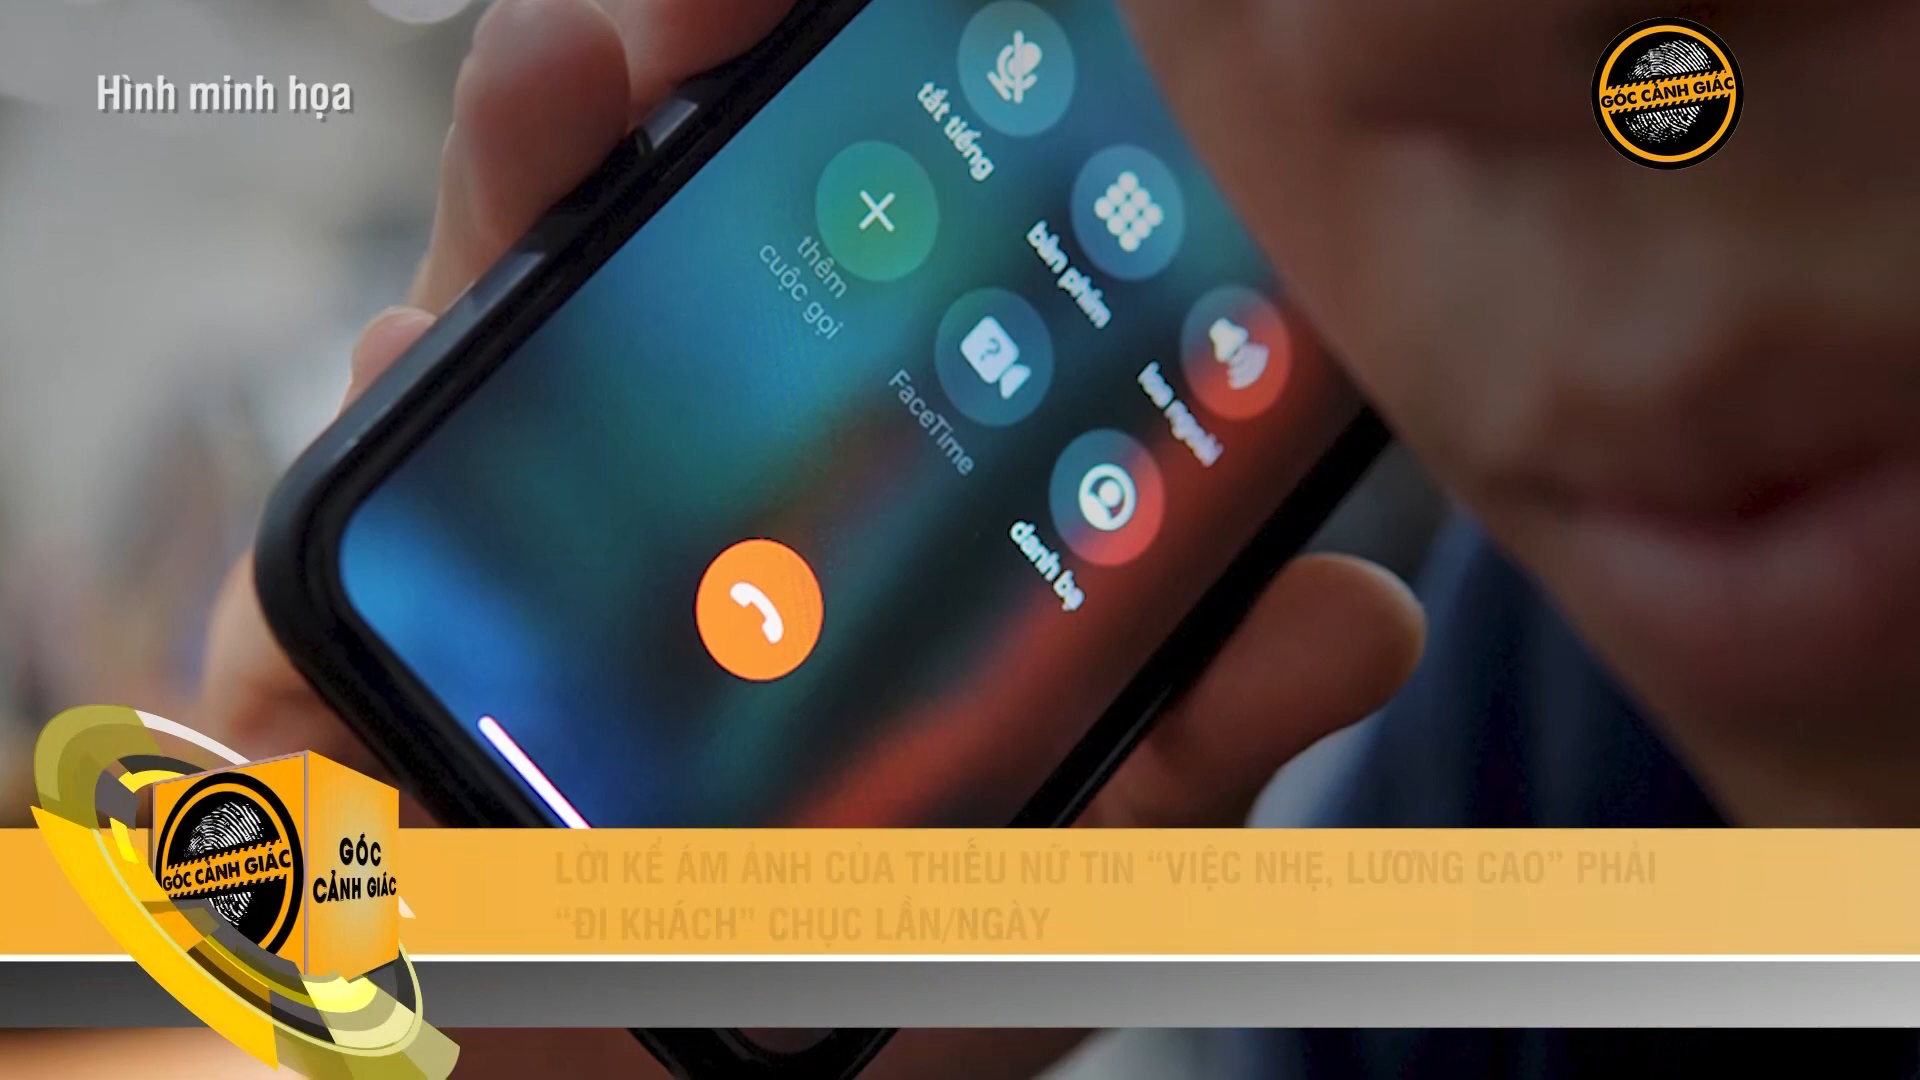 Hình minh họa
GÓC CẢNH GIÁC
tắt tiếng
thêm
cuộc gọi
bàn phím
FaceTime
loa ngoài
danh bạ
?
LỜI KỂ ÁM ẢNH CỦA THIẾU NỮ TIN “VIỆC NHẸ, LƯƠNG CAO” PHẢI
“ĐI KHÁCH” CHỤC LẦN/NGÀY
GÓC CẢNH GIÁC
GÓC
CẢNH GIÁC